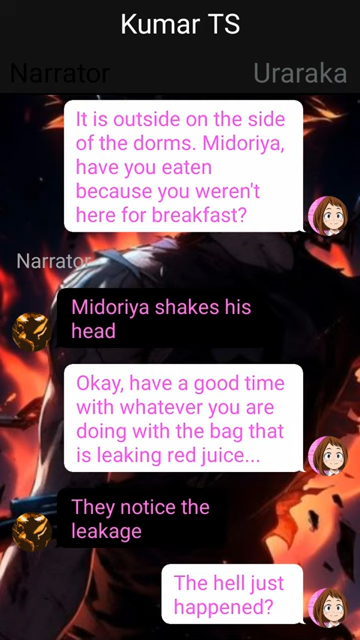 Kumar TS
Narrator
Uraraka
It is outside on the side
of the dorms. Midoriya,
have you eaten
because you weren't
here for breakfast?
Narrator
Midoriya shakes his
head
Okay, have a good time
with whatever you are
doing with the bag that
is leaking red juice...
They notice the
leakage
The hell just
happened?